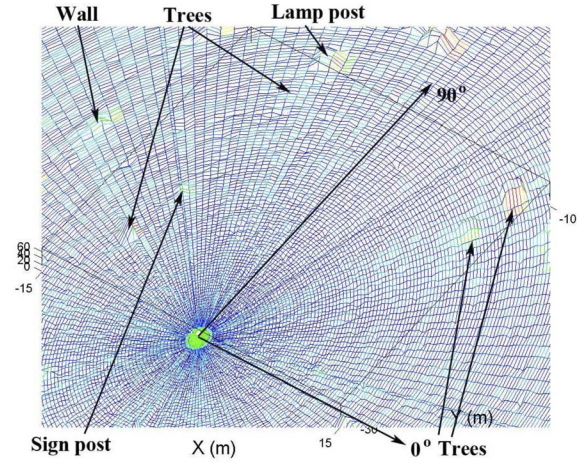 Wall
Trees
Lamp post
90°
-10
60
40
20
0
-15
Y (m)
-30
15
X (m)
Sign post
0° Trees